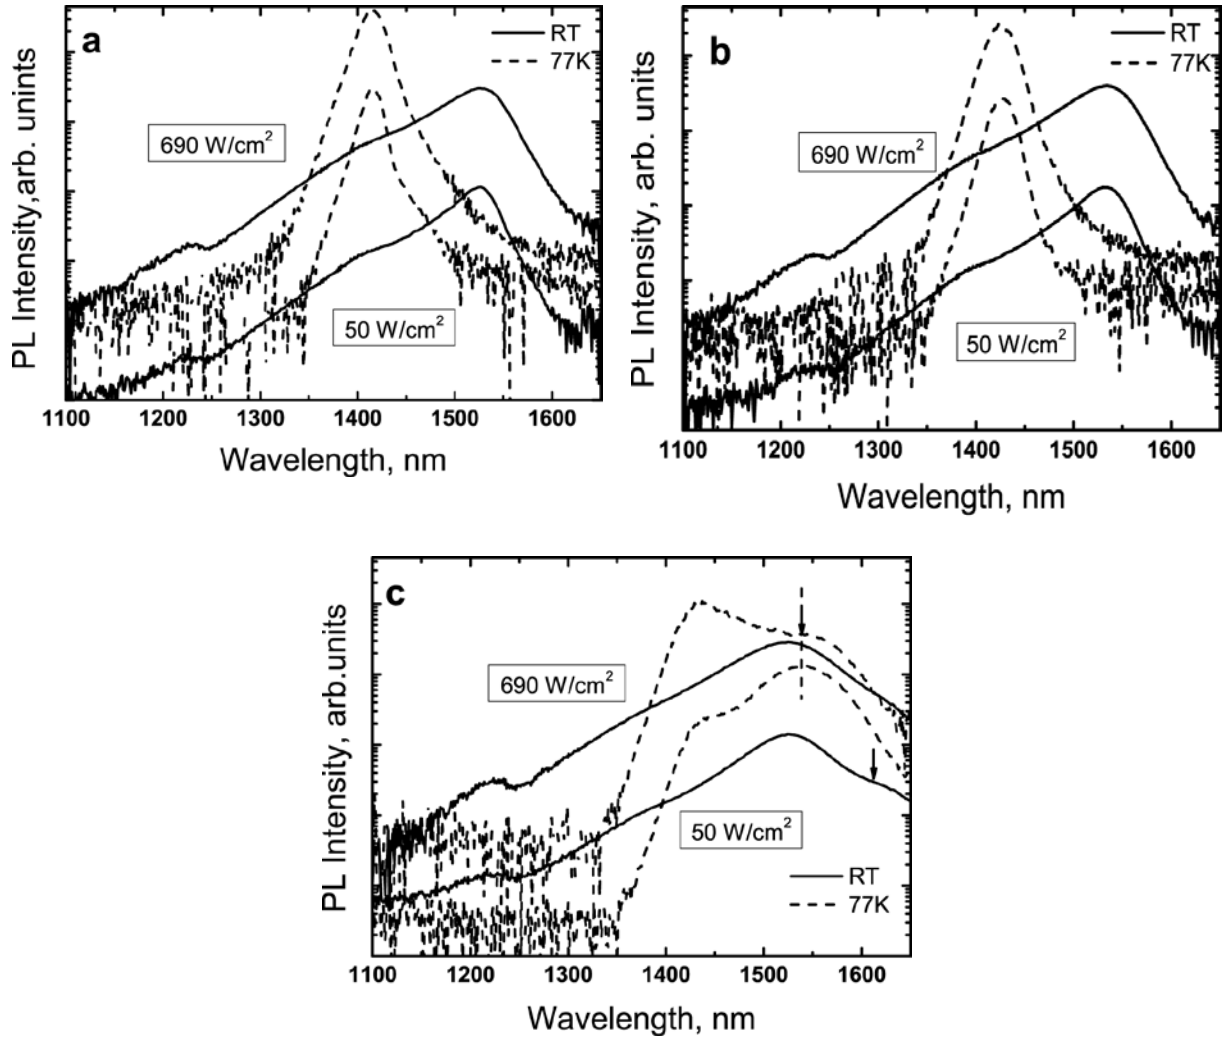 a
RT
77K
690 W/cm²
50 W/cm²
PL Intensity,arb. unints
1100 1200 1300 1400 1500 1600
Wavelength, nm
b
RT
77K
690 W/cm²
50 W/cm²
PL Intensity, arb. units
1100 1200 1300 1400 1500 1600
Wavelength, nm
c
690 W/cm²
50 W/cm²
RT
77K
PL Intensity, arb.units
1100 1200 1300 1400 1500 1600
Wavelength, nm